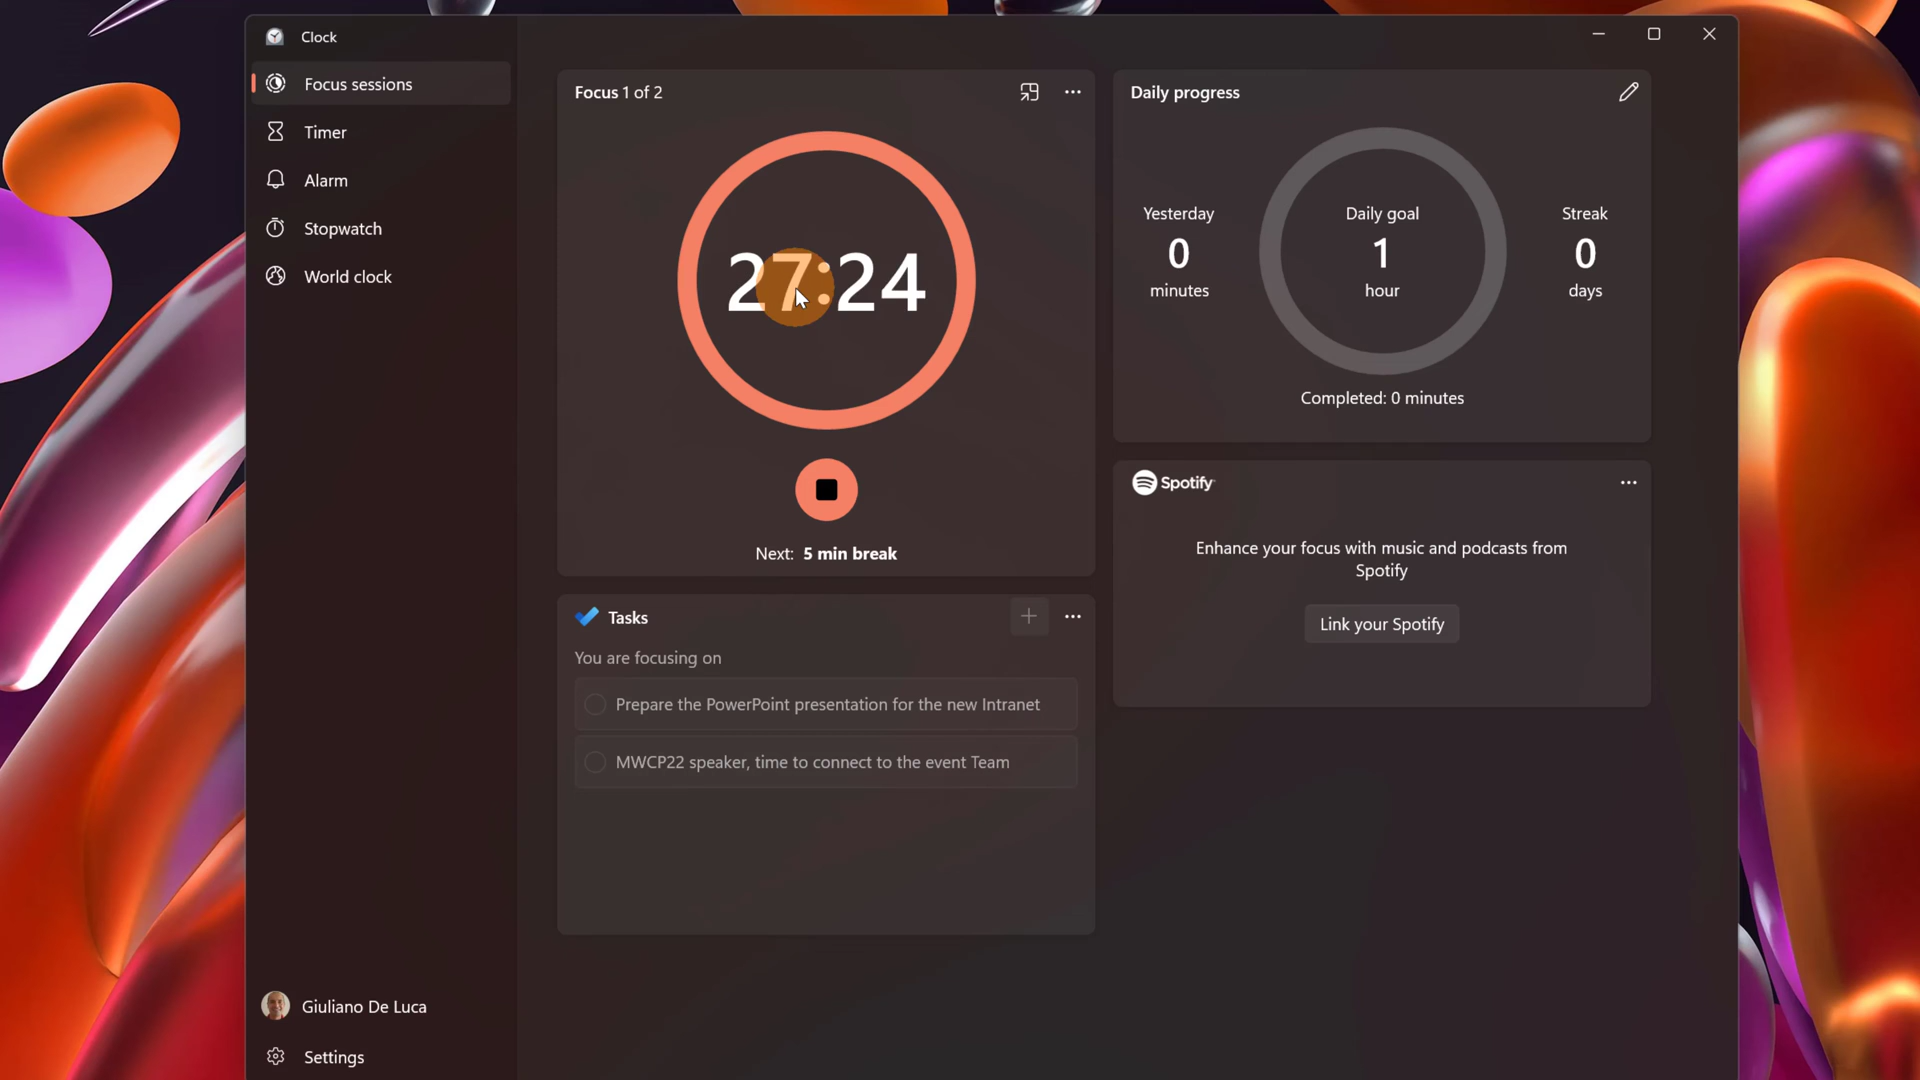 Clock
Focus sessions
Timer
Alarm
Stopwatch
World clock
Giuliano De Luca
Settings
Focus 1 of 2
27:24
Next: 5 min break
Tasks
You are focusing on
Prepare the PowerPoint presentation for the new Intranet
MWCP22 speaker, time to connect to the event Team
Daily progress
Yesterday
0
minutes
Daily goal
1
hour
Streak
0
days
Completed: 0 minutes
Spotify
Enhance your focus with music and podcasts from
Spotify
Link your Spotify